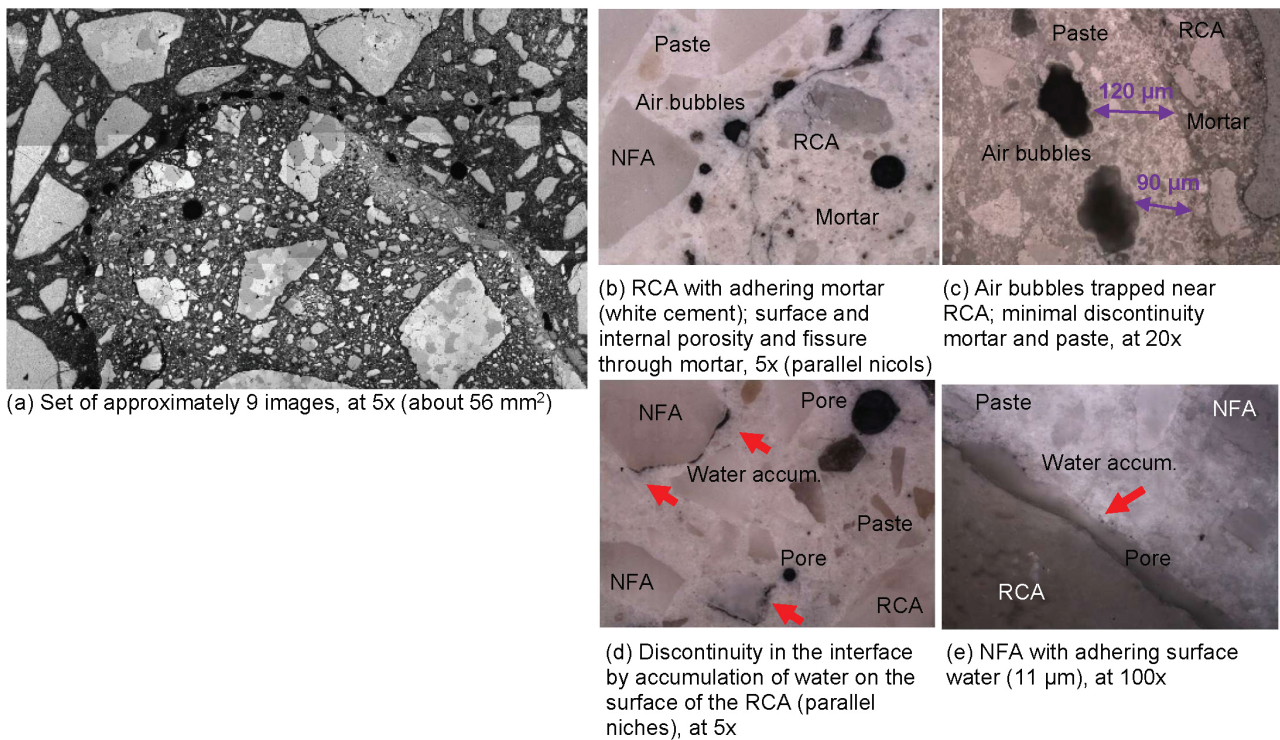 Paste
Air bubbles
NFA
RCA
Mortar
Paste
RCA
120 µm
Mortar
Air bubbles
90 µm
(a) Set of approximately 9 images, at 5x (about 56 mm²)
(b) RCA with adhering mortar
(white cement); surface and
internal porosity and fissure
through mortar, 5x (parallel nicols)
(c) Air bubbles trapped near
RCA; minimal discontinuity
mortar and paste, at 20x
NFA
Pore
Water accum.
Paste
Pore
NFA
RCA
Paste
NFA
Water accum.
Pore
RCA
(d) Discontinuity in the interface
by accumulation of water on the
surface of the RCA (parallel
niches), at 5x
(e) NFA with adhering surface
water (11 µm), at 100x